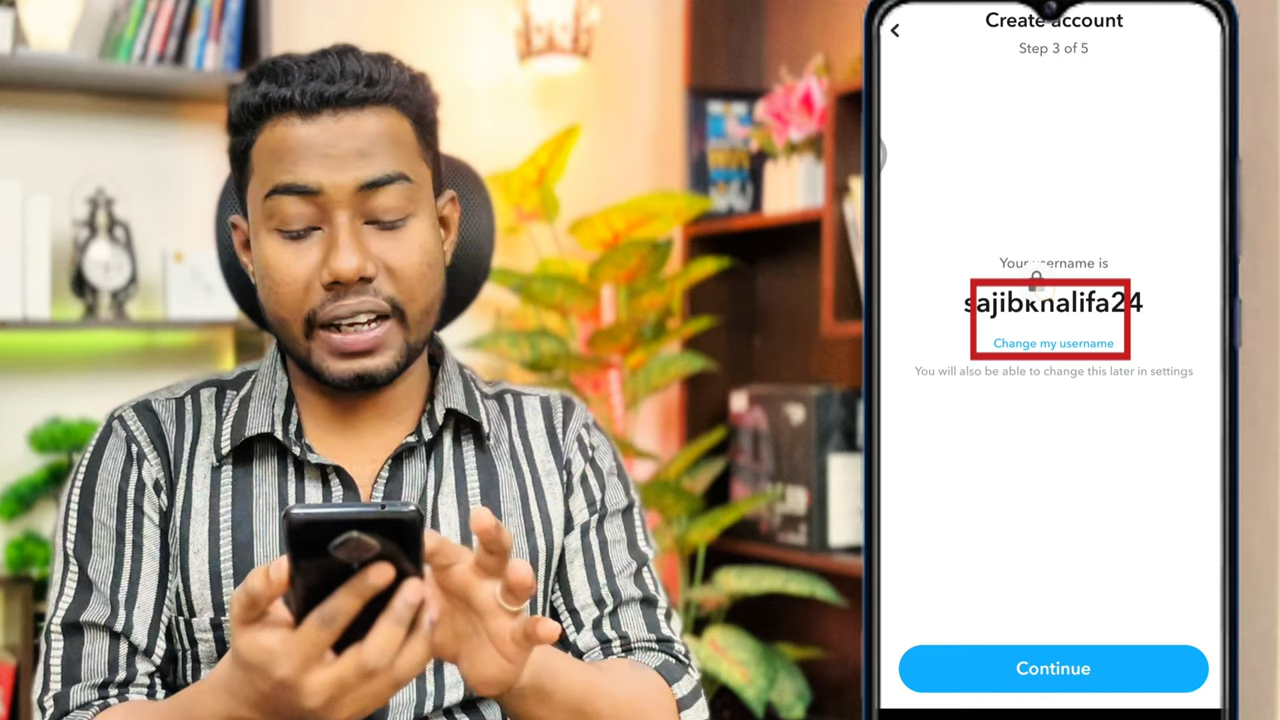 Create account
Step 3 of 5
Your username is
sajibkhalifa24
Change my username
You will also be able to change this later in settings
Continue